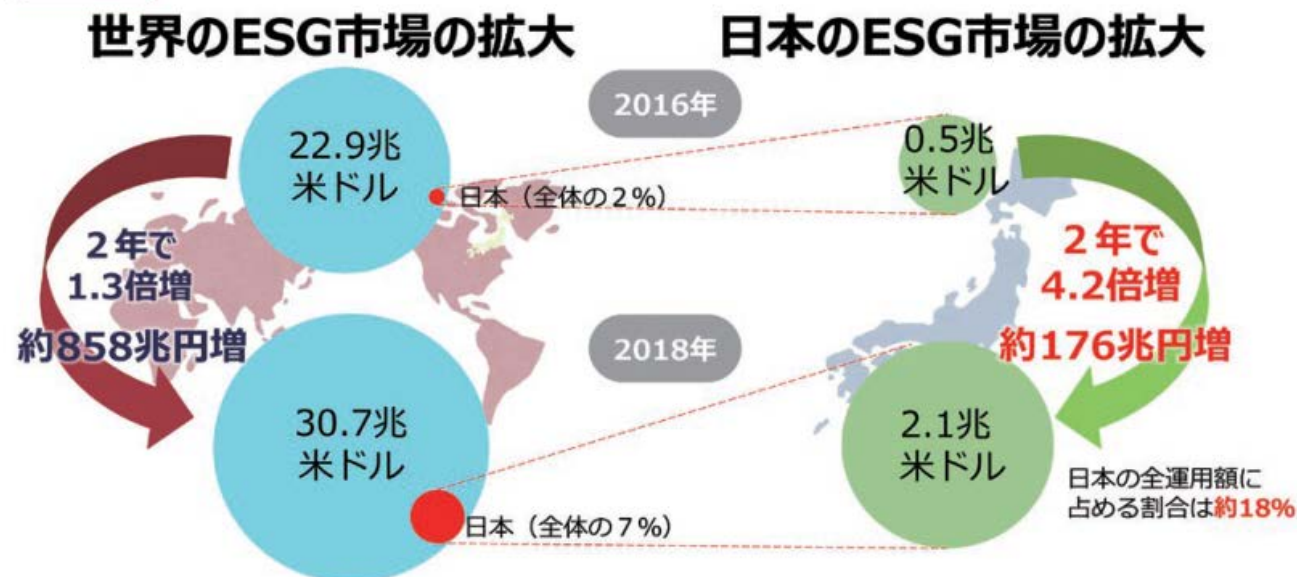 世界のESG市場の拡大
日本のESG市場の拡大
2016年
22.9兆
米ドル
日本（全体の２％）
0.5兆
米ドル
２年で
1.3倍増
約858兆円増
２年で
4.2倍増
約176兆円増
2018年
30.7兆
米ドル
日本（全体の７％）
2.1兆
米ドル
日本の全運用額に
占める割合は約18%